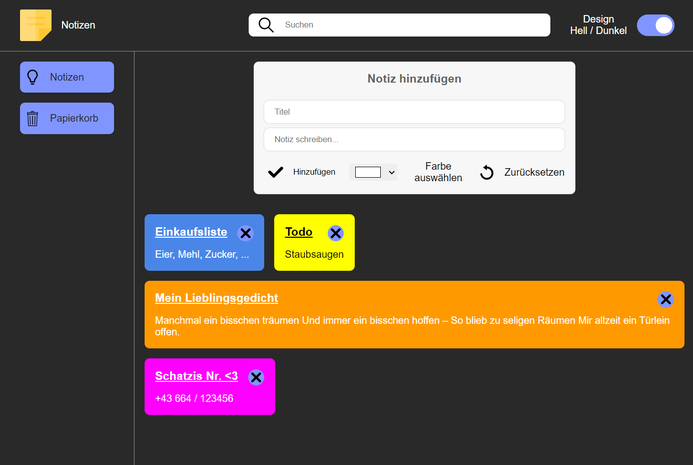 Notizen
Suchen
Design
Hell / Dunkel
Notizen
Papierkorb
Notiz hinzufügen
Titel
Notiz schreiben...
Hinzufügen
Farbe
auswählen
Zurücksetzen
Einkaufsliste
Eier, Mehl, Zucker, ...
Todo
Staubsaugen
Mein Lieblingsgedicht
Manchmal ein bisschen träumen Und immer ein bisschen hoffen – So blieb zu seligen Räumen Mir allzeit ein Türlein
offen.
Schatzis Nr. <3
+43 664 / 123456